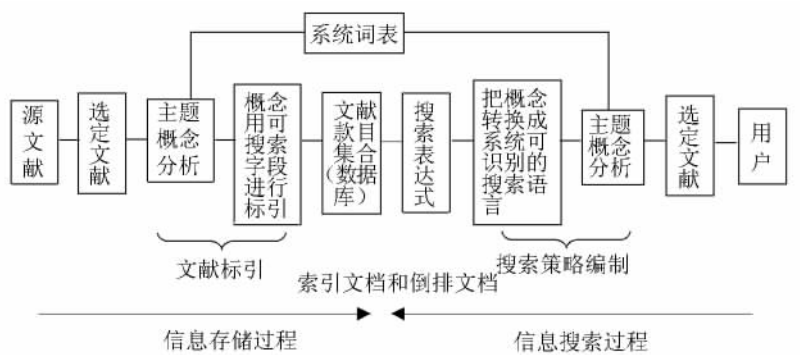 系统词表
源文献
选定文献
主题
概念
分析
概念
用可
搜索
字段
进行
标引
文献
款目
集合
(数据
库)
搜索表达式
把概念
转换成
系统可
识别的
搜索语
言
主题
概念
分析
选定文献
用户
文献标引
搜索策略编制
索引文档和倒排文档
信息存储过程
信息搜索过程